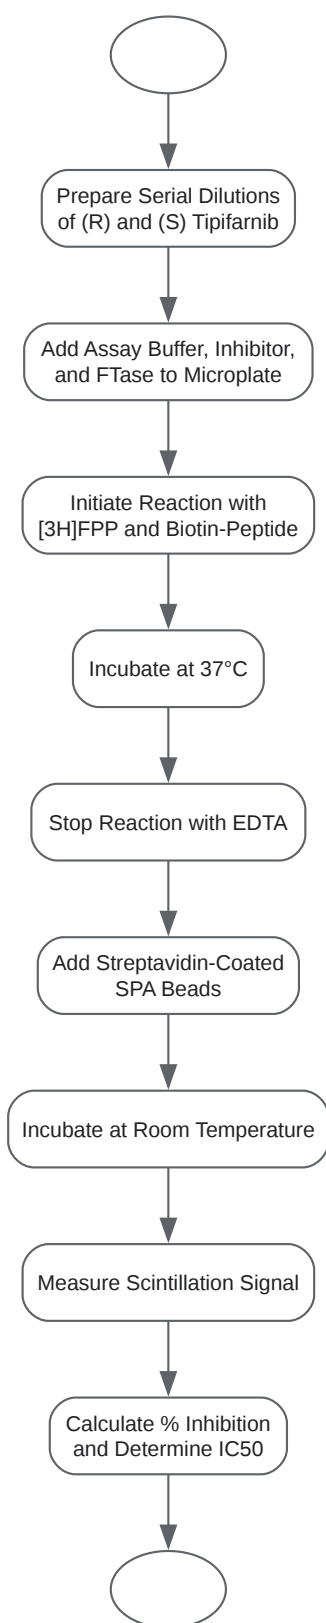 Prepare Serial Dilutions
of (R) and (S) Tipifarnib
Add Assay Buffer, Inhibitor,
and FTase to Microplate
Initiate Reaction with
[3H]FPP and Biotin-Peptide
Incubate at 37°C
Stop Reaction with EDTA
Add Streptavidin-Coated
SPA Beads
Incubate at Room Temperature
Measure Scintillation Signal
Calculate % Inhibition
and Determine IC50